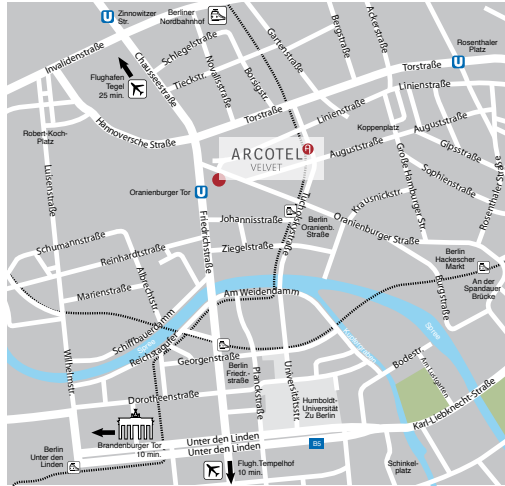 Zinnowitzer
Str.
Berliner
Nordbahnhof
Invalidenstraße
Chausseestraße
Schlegelstraße
Tieckstr.
Novalisstraße
Borsigstr.
Gartenstraße
Bergstraße
Ackerstraße
Rosenthaler
Platz
Torstraße
Linienstraße
Flughafen
Tegel
25 min.
Torstraße
Linienstraße
Koppenplatz
Auguststraße
Gipsstraße
Hannoversche Straße
Robert-Koch-
Platz
ARCOTEL
VELVET
Auguststraße
Große Hamburger Str.
Sophienstraße
Rosenthaler Straße
Luisenstraße
Oranienburger Tor
Krausnickstr.
Tucholskystraße
Johannisstraße
Berlin
Oranienb.
Straße
Oranienburger Straße
Friedrichstraße
Schumannstraße
Reinhardtstraße
Ziegelstraße
Berlin
Hackescher
Markt
Albrechtstr.
Marienstraße
Am Weidendamm
Burgstraße
An der
Spandauer
Brücke
Schiffbauerdamm
Spree
Reichstagufer
Kupfergraben
Spree
Georgenstraße
Bodestr.
Am Lustgarten
Wilhelmstr.
Berlin
Friedr.-
straße
Planckstraße
Universitätsstr.
Dorotheenstraße
Humboldt-
Universität
Zu Berlin
Karl-Liebknecht-Straße
Brandenburger Tor
10 min.
Unter den Linden
Unter den Linden
B5
Berlin
Unter den
Linden
Flugh.Tempelhof
10 min.
Schinkel-
platz